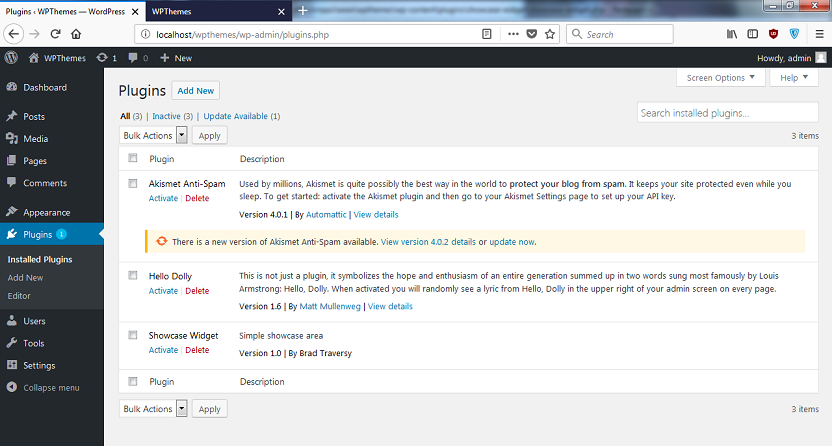 Plugins ‹ WPThemes — WordPress
WPThemes
localhost/wpthemes/wp-admin/plugins.php
Search
WPThemes
1
0
New
Howdy, admin
Dashboard
Posts
Media
Pages
Comments
Appearance
Plugins 1
Installed Plugins
Add New
Editor
Users
Tools
Settings
Collapse menu
Screen Options
Help
Plugins
Add New
All (3) | Inactive (3) | Update Available (1)
Search installed plugins...
Bulk Actions
Apply
3 items
Plugin
Description
Akismet Anti-Spam
Activate | Delete
Used by millions, Akismet is quite possibly the best way in the world to protect your blog from spam. It keeps your site protected even while you
sleep. To get started: activate the Akismet plugin and then go to your Akismet Settings page to set up your API key.
Version 4.0.1 | By Automattic | View details
There is a new version of Akismet Anti-Spam available. View version 4.0.2 details or update now.
Hello Dolly
Activate | Delete
This is not just a plugin, it symbolizes the hope and enthusiasm of an entire generation summed up in two words sung most famously by Louis
Armstrong: Hello, Dolly. When activated you will randomly see a lyric from Hello, Dolly in the upper right of your admin screen on every page.
Version 1.6 | By Matt Mullenweg | View details
Showcase Widget
Activate | Delete
Simple showcase area
Version 1.0 | By Brad Traversy
Plugin
Description
Bulk Actions
Apply
3 items